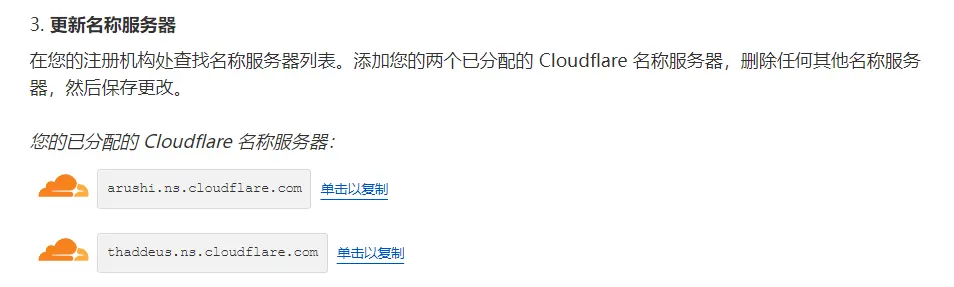 3. 更新名称服务器
在您的注册机构处查找名称服务器列表。添加您的两个已分配的 Cloudflare 名称服务器，删除任何其他名称服务
器，然后保存更改。
您的已分配的 Cloudflare 名称服务器：
arushi.ns.cloudflare.com 单击以复制
thaddeus.ns.cloudflare.com 单击以复制